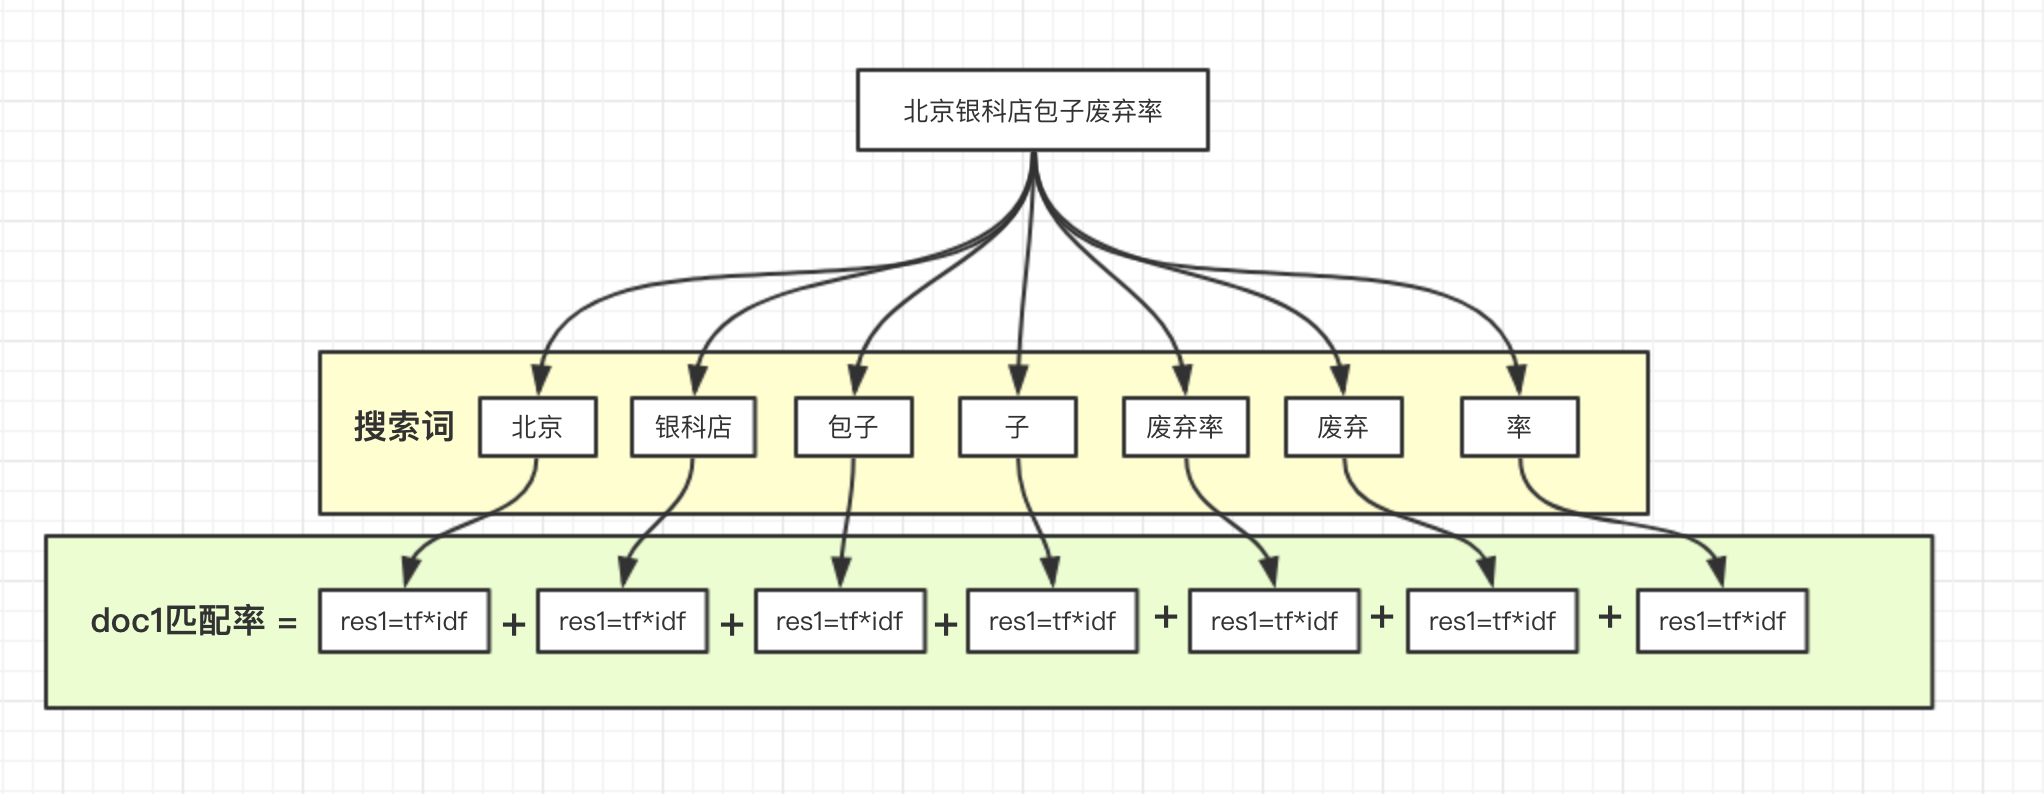 北京银科店包子废弃率
搜索词 北京 银科店 包子 子 废弃率 废弃 率
doc1匹配率 = res1=tf*idf + res1=tf*idf + res1=tf*idf + res1=tf*idf + res1=tf*idf + res1=tf*idf + res1=tf*idf